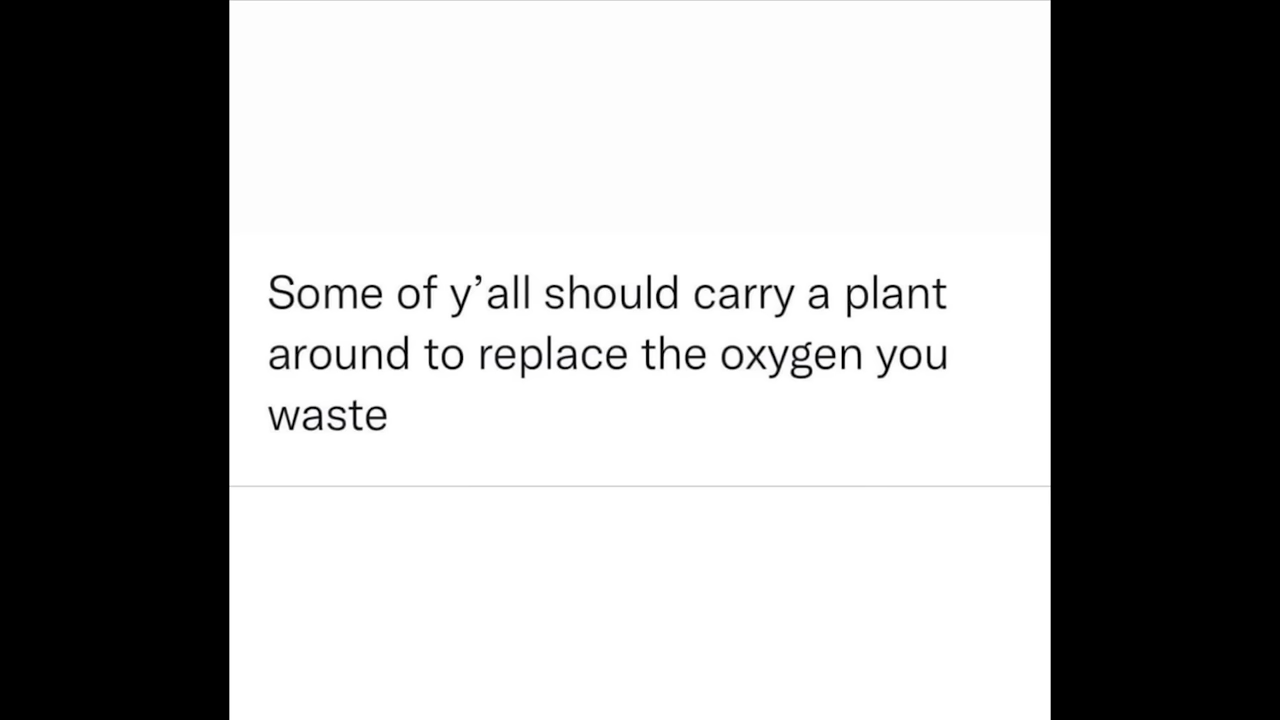 Some of y’all should carry a plant
around to replace the oxygen you
waste